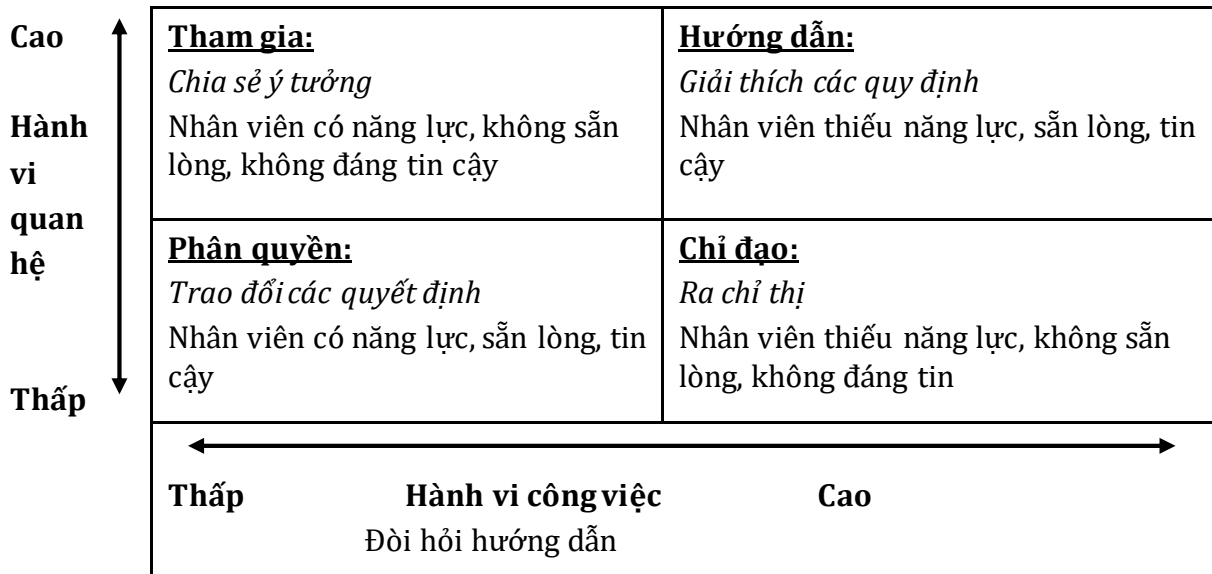 Cao
Hành
vi
quan
hệ
Thấp
Tham gia:
Chia sẻ ý tưởng
Nhân viên có năng lực, không sẵn
lòng, không đáng tin cậy
Hướng dẫn:
Giải thích các quy định
Nhân viên thiếu năng lực, sẵn lòng, tin
cậy
Phân quyền:
Trao đổi các quyết định
Nhân viên có năng lực, sẵn lòng, tin
cậy
Chỉ đạo:
Ra chỉ thị
Nhân viên thiếu năng lực, không sẵn
lòng, không đáng tin
Thấp Hành vi công việc Cao
Đòi hỏi hướng dẫn